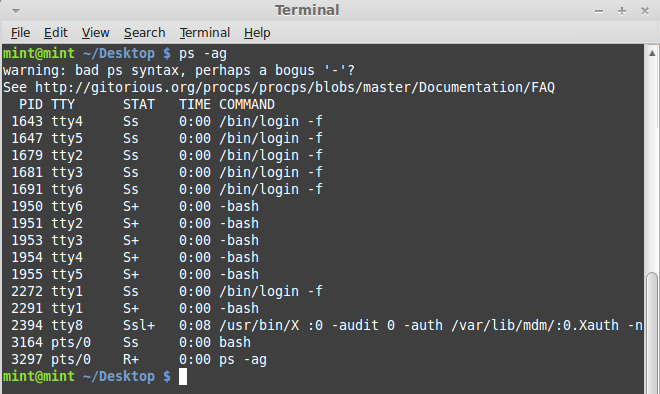 Terminal
File Edit View Search Terminal Help
mint@mint ~/Desktop $ ps -ag
warning: bad ps syntax, perhaps a bogus '-'?
See http://gitorious.org/procps/procps/blobs/master/Documentation/FAQ
  PID TTY      STAT   TIME COMMAND
 1643 tty4     Ss     0:00 /bin/login -f
 1647 tty5     Ss     0:00 /bin/login -f
 1679 tty2     Ss     0:00 /bin/login -f
 1681 tty3     Ss     0:00 /bin/login -f
 1691 tty6     Ss     0:00 /bin/login -f
 1950 tty6     S+     0:00 -bash
 1951 tty2     S+     0:00 -bash
 1953 tty3     S+     0:00 -bash
 1954 tty4     S+     0:00 -bash
 1955 tty5     S+     0:00 -bash
 2272 tty1     Ss     0:00 /bin/login -f
 2291 tty1     S+     0:00 -bash
 2394 tty8     Ssl+   0:08 /usr/bin/X :0 -audit 0 -auth /var/lib/mdm/:0.Xauth -n
 3164 pts/0    Ss     0:00 bash
 3297 pts/0    R+     0:00 ps -ag
mint@mint ~/Desktop $